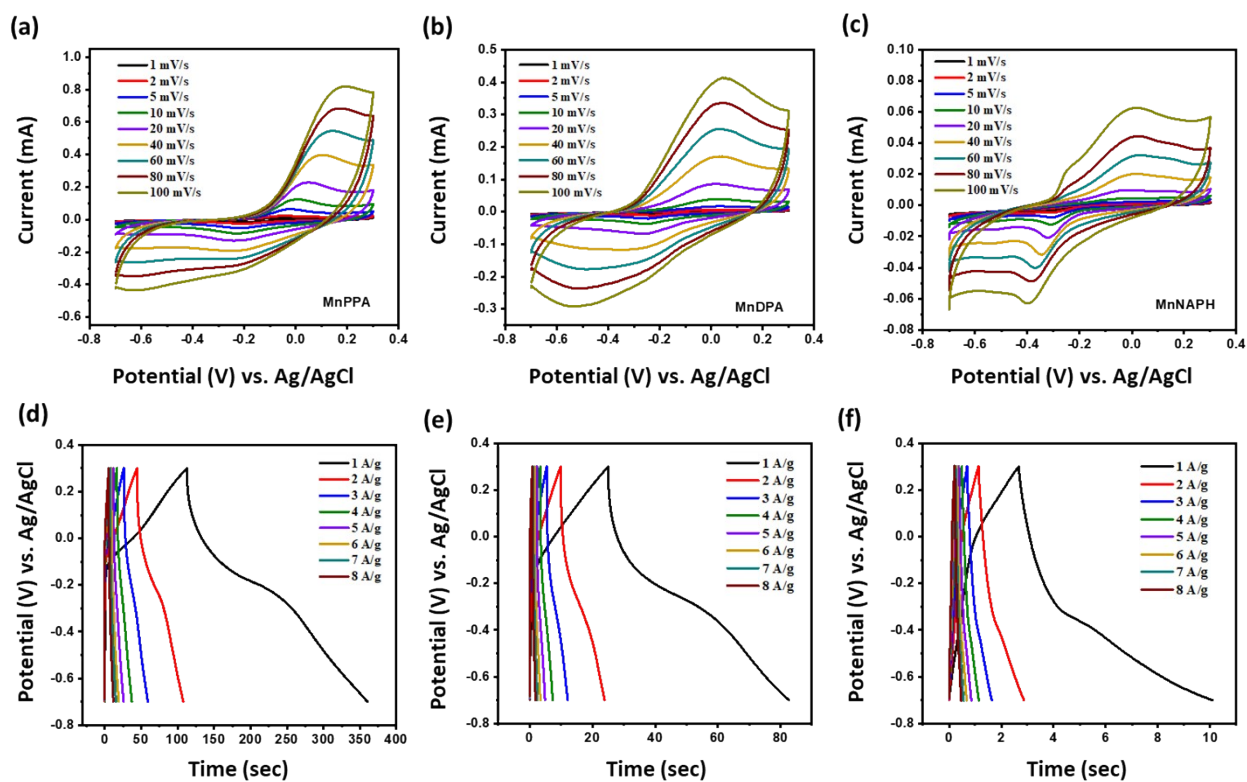 (a)
1 mV/s
2 mV/s
5 mV/s
10 mV/s
20 mV/s
40 mV/s
60 mV/s
80 mV/s
100 mV/s
1.0
0.8
0.6
0.4
0.2
0.0
-0.2
-0.4
-0.6
Current (mA)
MnPPA
-0.8 -0.6 -0.4 -0.2 0.0 0.2 0.4
Potential (V) vs. Ag/AgCl
(b)
1 mV/s
2 mV/s
5 mV/s
10 mV/s
20 mV/s
40 mV/s
60 mV/s
80 mV/s
100 mV/s
0.5
0.4
0.3
0.2
0.1
0.0
-0.1
-0.2
-0.3
Current (mA)
MnDPA
-0.8 -0.6 -0.4 -0.2 0.0 0.2 0.4
Potential (V) vs. Ag/AgCl
(c)
1 mV/s
2 mV/s
5 mV/s
10 mV/s
20 mV/s
40 mV/s
60 mV/s
80 mV/s
100 mV/s
0.10
0.08
0.06
0.04
0.02
0.00
-0.02
-0.04
-0.06
0.08
Current (mA)
MnNAPH
-0.8 -0.6 -0.4 -0.2 0.0 0.2 0.4
Potential (V) vs. Ag/AgCl
(d)
1 A/g
2 A/g
3 A/g
4 A/g
5 A/g
6 A/g
7 A/g
8 A/g
0.4
0.2
0.0
-0.2
-0.4
-0.6
-0.8
Potential (V) vs. Ag/AgCl
0 50 100 150 200 250 300 350 400
Time (sec)
(e)
1 A/g
2 A/g
3 A/g
4 A/g
5 A/g
6 A/g
7 A/g
8 A/g
0.4
0.2
0.0
-0.2
-0.4
-0.6
-0.8
Potential (V) vs. Ag/AgCl
0 20 40 60 80
Time (sec)
(f)
1 A/g
2 A/g
3 A/g
4 A/g
5 A/g
6 A/g
7 A/g
8 A/g
0.4
0.2
0.0
-0.2
-0.4
-0.6
-0.8
Potential (V) vs. Ag/AgCl
0 2 4 6 8 10
Time (sec)